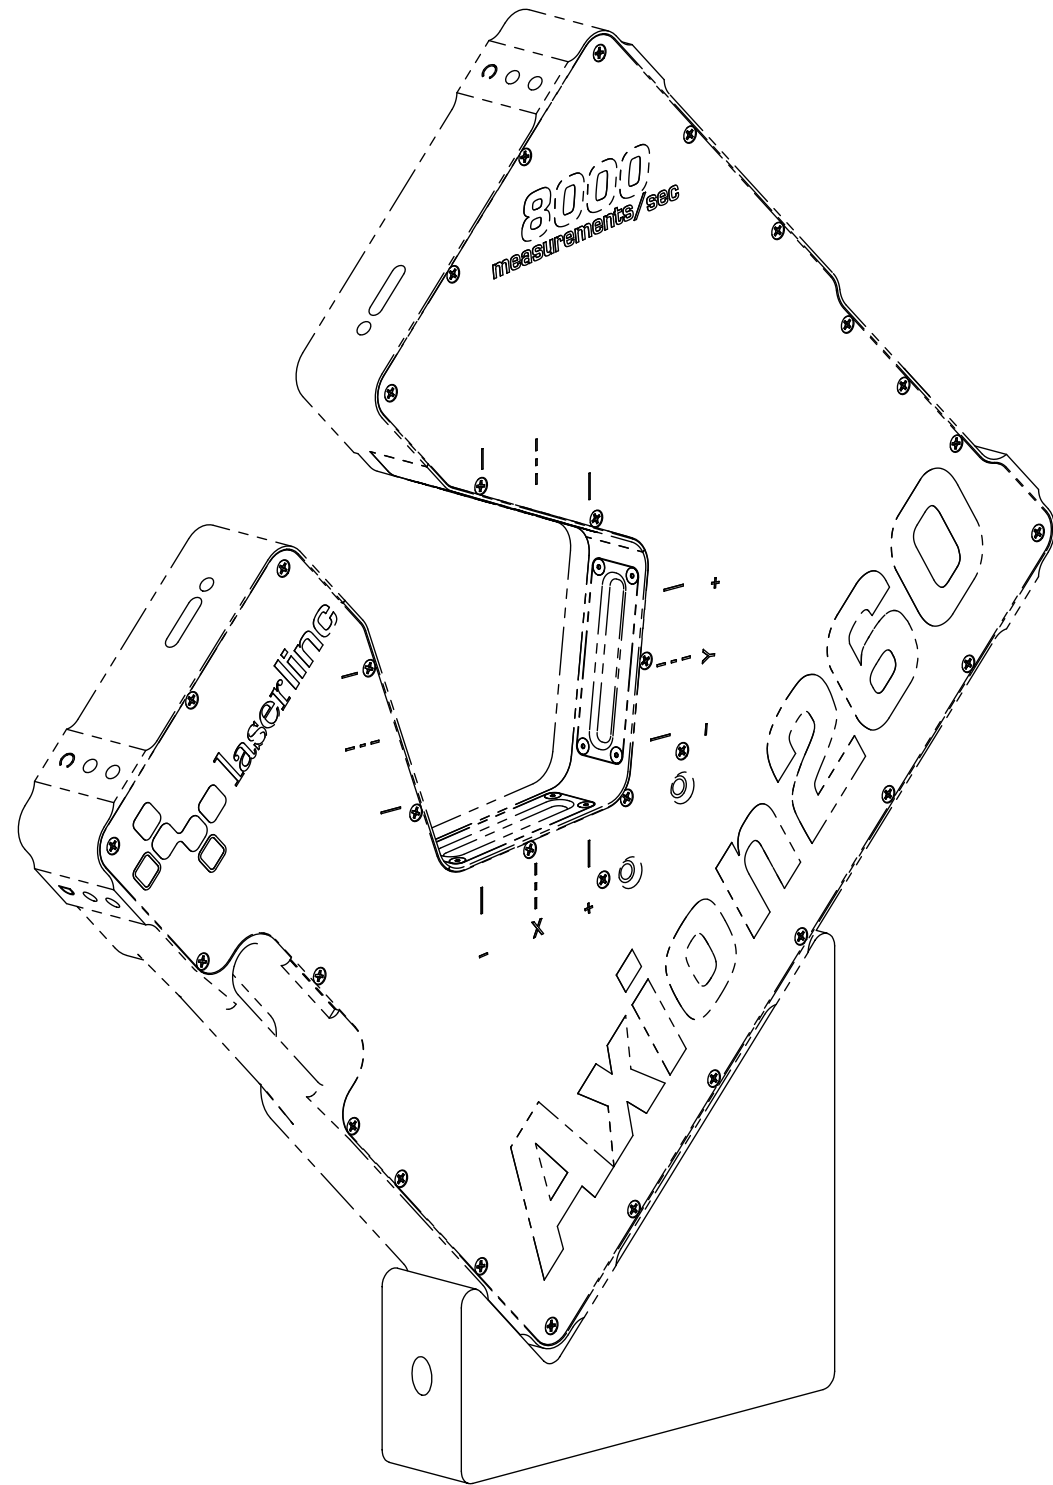 8000
measurements/sec
+
Y
-
laserlinc
X
+
-
Axion260